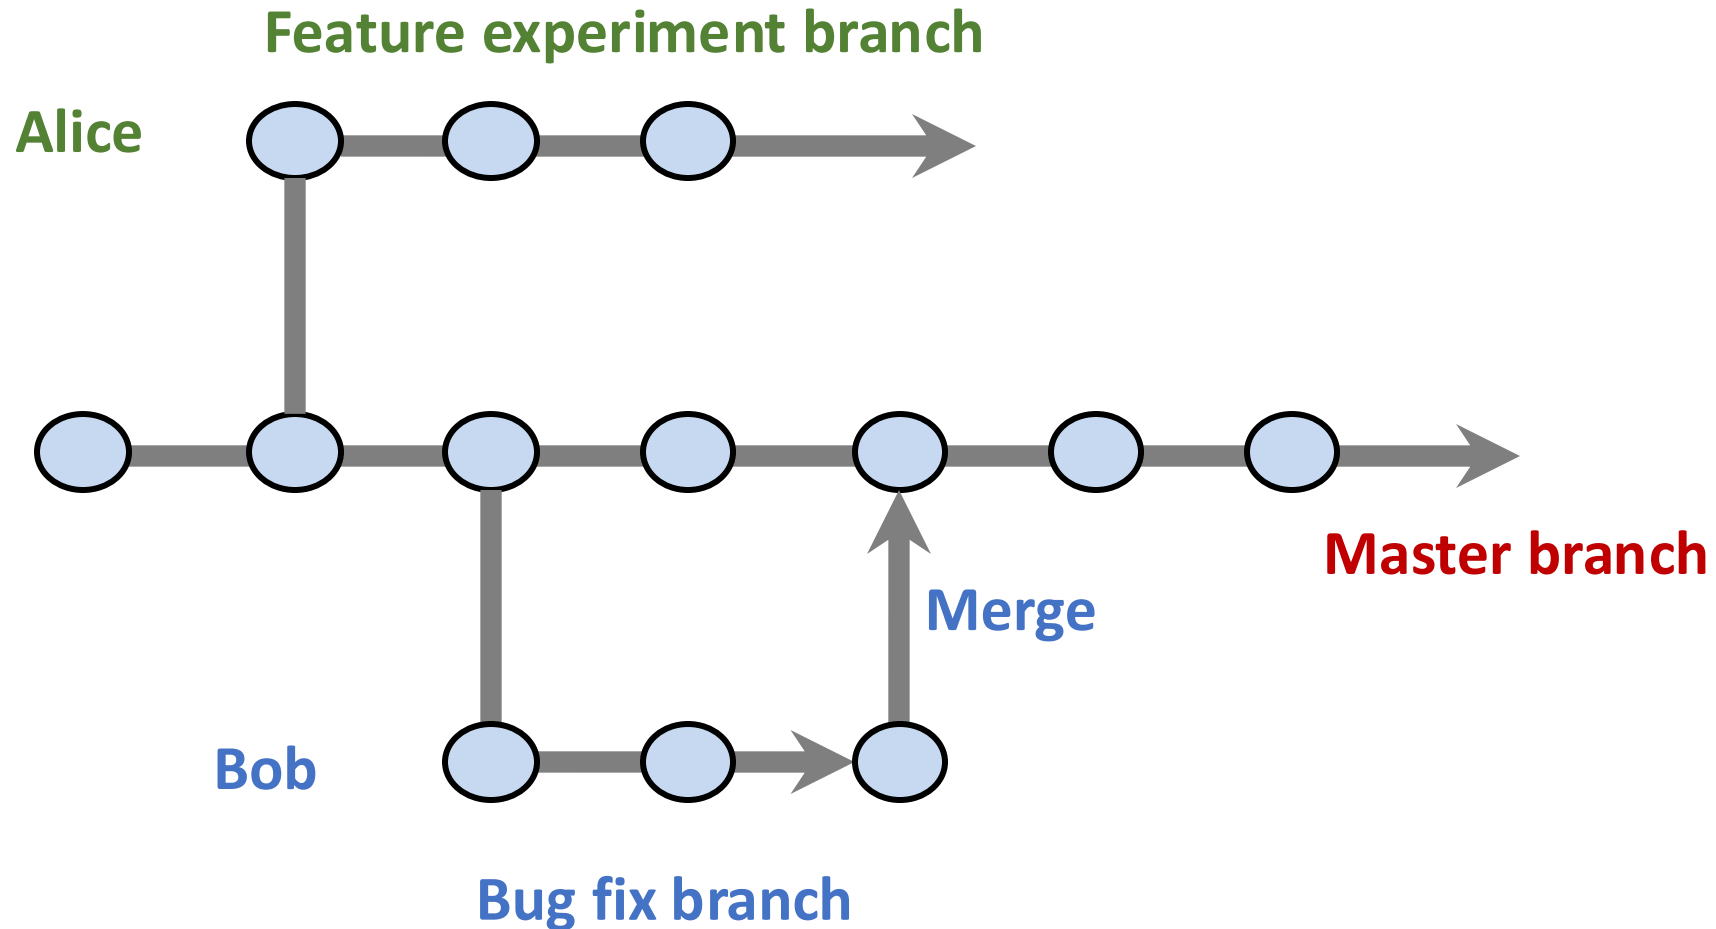 Feature experiment branch
Alice
Master branch
Merge
Bob
Bug fix branch